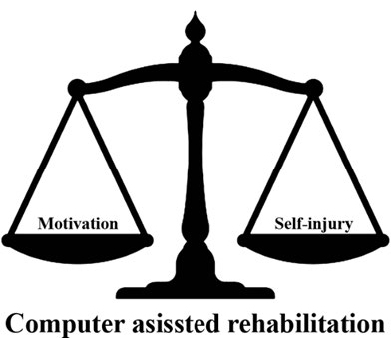 Motivation
Self-injury
Computer asissted rehabilitation